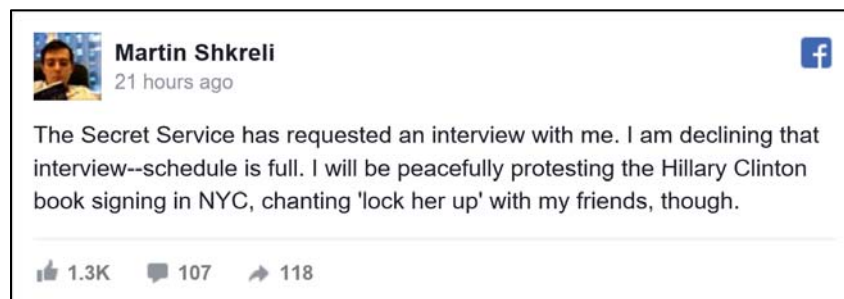 Martin Shkreli
21 hours ago
The Secret Service has requested an interview with me. I am declining that
interview--schedule is full. I will be peacefully protesting the Hillary Clinton
book signing in NYC, chanting 'lock her up' with my friends, though.
1.3K 107 118